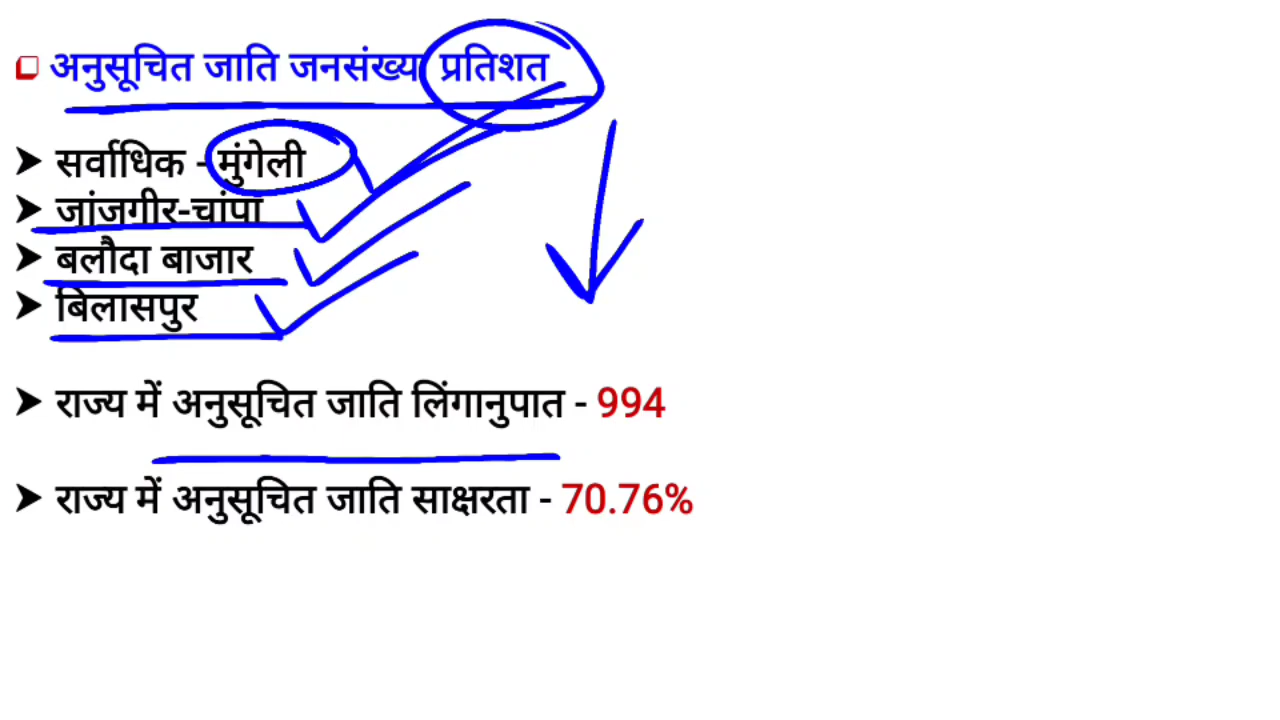 अनुसूचित जाति जनसंख्या प्रतिशत
सर्वाधिक - मुंगेली
जांजगीर-चांपा
बलौदा बाजार
बिलासपुर
राज्य में अनुसूचित जाति लिंगानुपात - 994
राज्य में अनुसूचित जाति साक्षरता - 70.76%